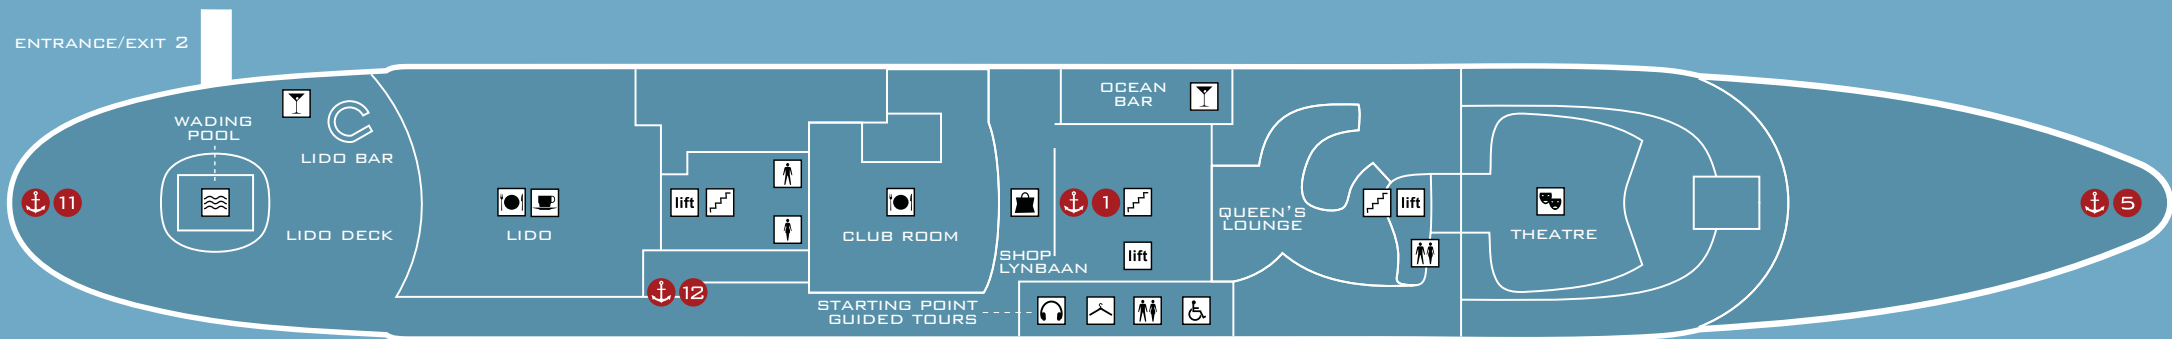 ENTRANCE/EXIT 2
WADING
POOL
LIDO BAR
11
LIDO DECK
LIDO
lift
12
CLUB ROOM
STARTING POINT
GUIDED TOURS
SHOP
LYNBAAN
1
lift
OCEAN
BAR
QUEEN'S
LOUNGE
lift
THEATRE
5